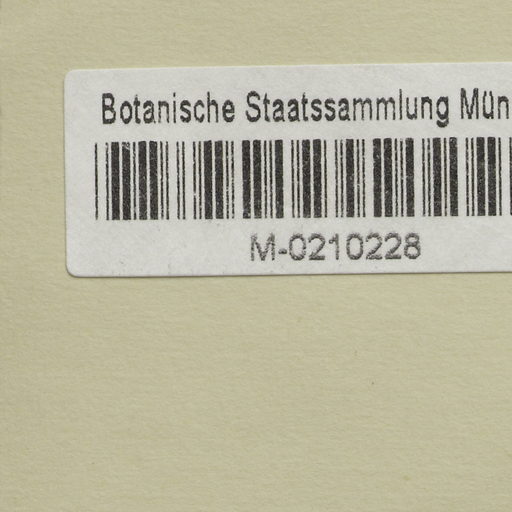 Botanische Staatssammlung Mün
M-0210228